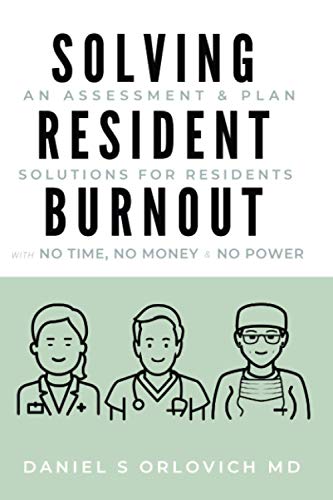 SOLVING
AN ASSESSMENT & PLAN
RESIDENT
SOLUTIONS FOR RESIDENTS
BURNOUT
WITH NO TIME, NO MONEY & NO POWER
DANIEL S ORLOVICH MD